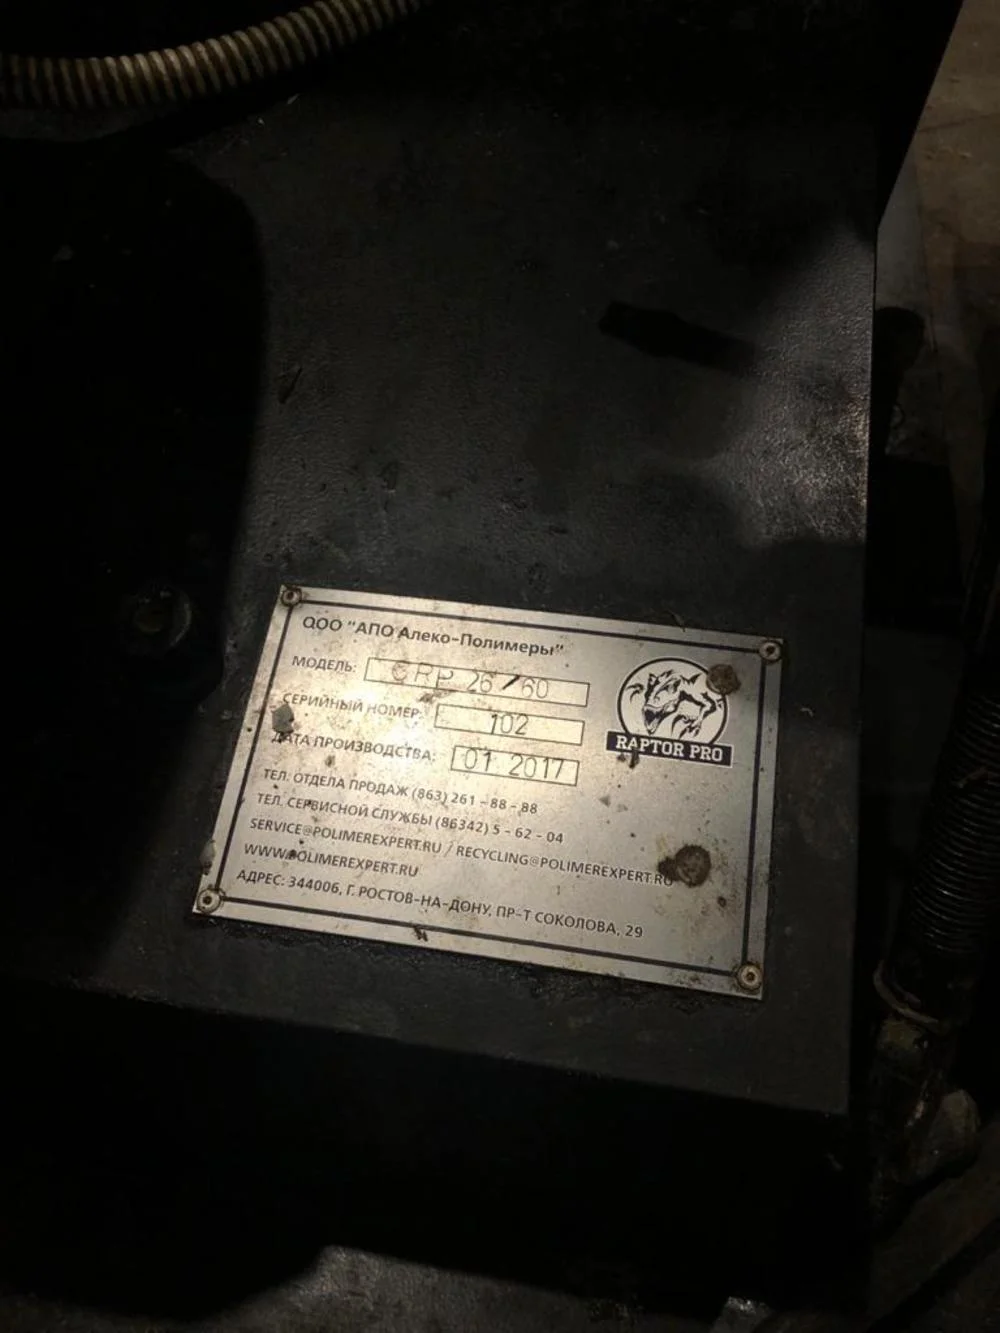 ООО "АПО Алеко-Полимеры"
МОДЕЛЬ: CRP 26/60
СЕРИЙНЫЙ НОМЕР: 102
ДАТА ПРОИЗВОДСТВА: 01 2017
RAPTOR PRO
ТЕЛ. ОТДЕЛА ПРОДАЖ (863) 261-88-88
ТЕЛ. СЕРВИСНОЙ СЛУЖБЫ (86342) 5-62-04
SERVICE@POLIMEREXPERT.RU / RECYCLING@POLIMEREXPERT.RU
WWW.POLIMEREXPERT.RU
АДРЕС: 344006, Г. РОСТОВ-НА-ДОНУ, ПР-Т СОКОЛОВА, 29